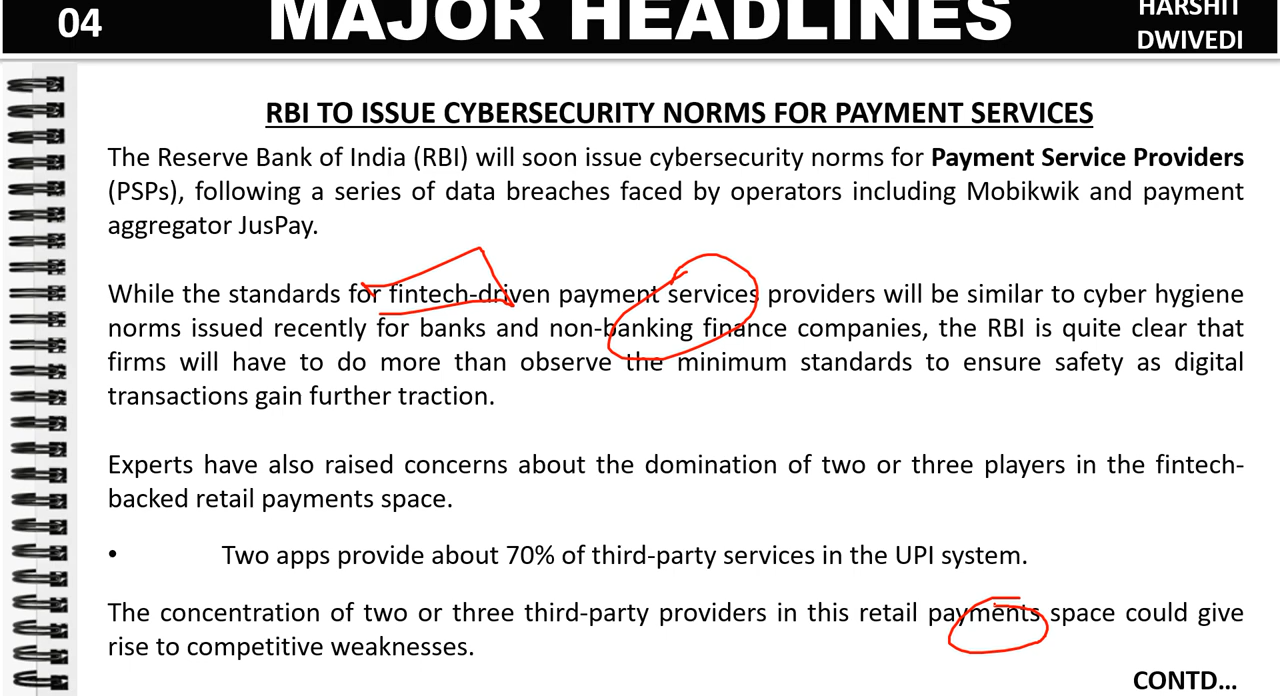 04
MAJOR HEADLINES
HARSHIT
DWIVEDI
RBI TO ISSUE CYBERSECURITY NORMS FOR PAYMENT SERVICES
The Reserve Bank of India (RBI) will soon issue cybersecurity norms for Payment Service Providers
(PSPs), following a series of data breaches faced by operators including Mobikwik and payment
aggregator JusPay.
While the standards for fintech-driven payment services providers will be similar to cyber hygiene
norms issued recently for banks and non-banking finance companies, the RBI is quite clear that
firms will have to do more than observe the minimum standards to ensure safety as digital
transactions gain further traction.
Experts have also raised concerns about the domination of two or three players in the fintech-
backed retail payments space.
• Two apps provide about 70% of third-party services in the UPI system.
The concentration of two or three third-party providers in this retail payments space could give
rise to competitive weaknesses.
CONTD...